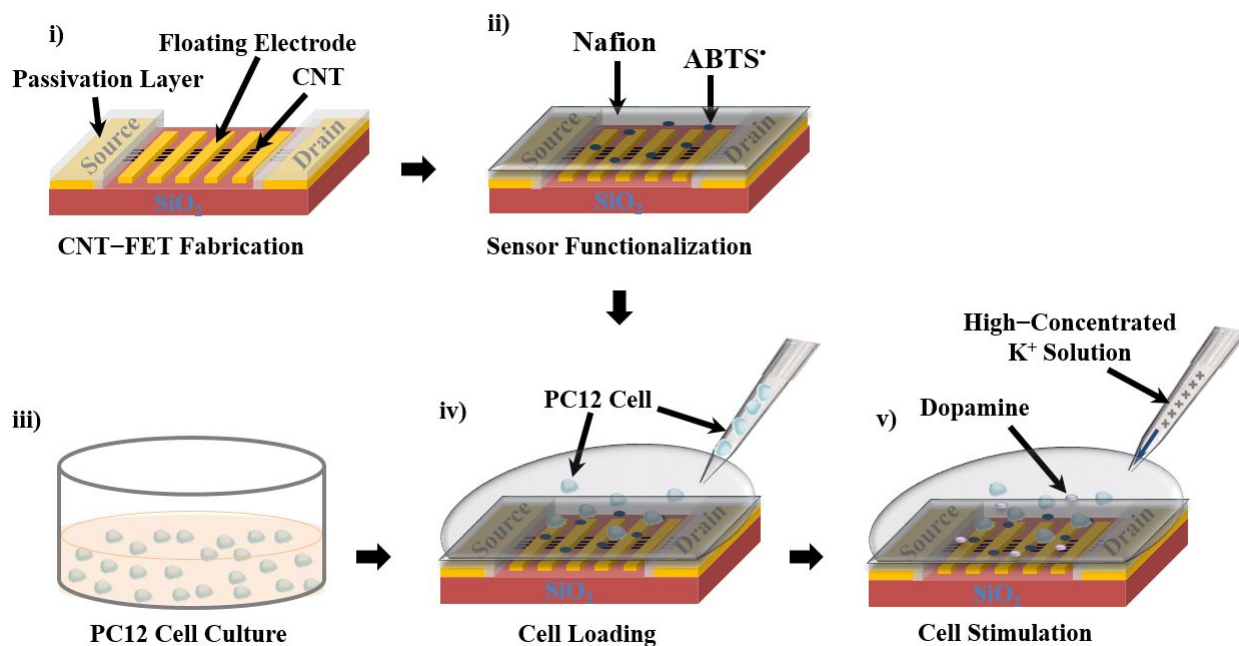 i)
Floating Electrode
CNT
Passivation Layer
Source
Drain
SiO₂
CNT−FET Fabrication
ii)
Nafion
ABTS•
Source
Drain
SiO₂
Sensor Functionalization
iii)
PC12 Cell Culture
iv)
PC12 Cell
Source
Drain
SiO₂
Cell Loading
v)
High−Concentrated
K⁺ Solution
Dopamine
Source
Drain
SiO₂
Cell Stimulation